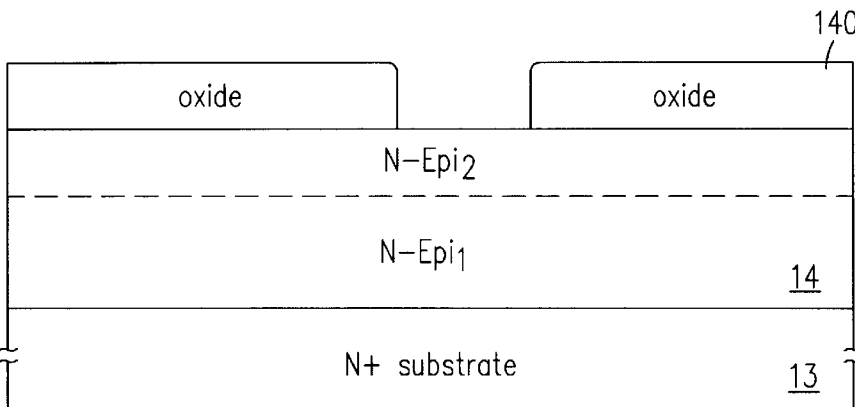 140
oxide oxide
N-Epi2
N-Epi1
14
N+ substrate
13